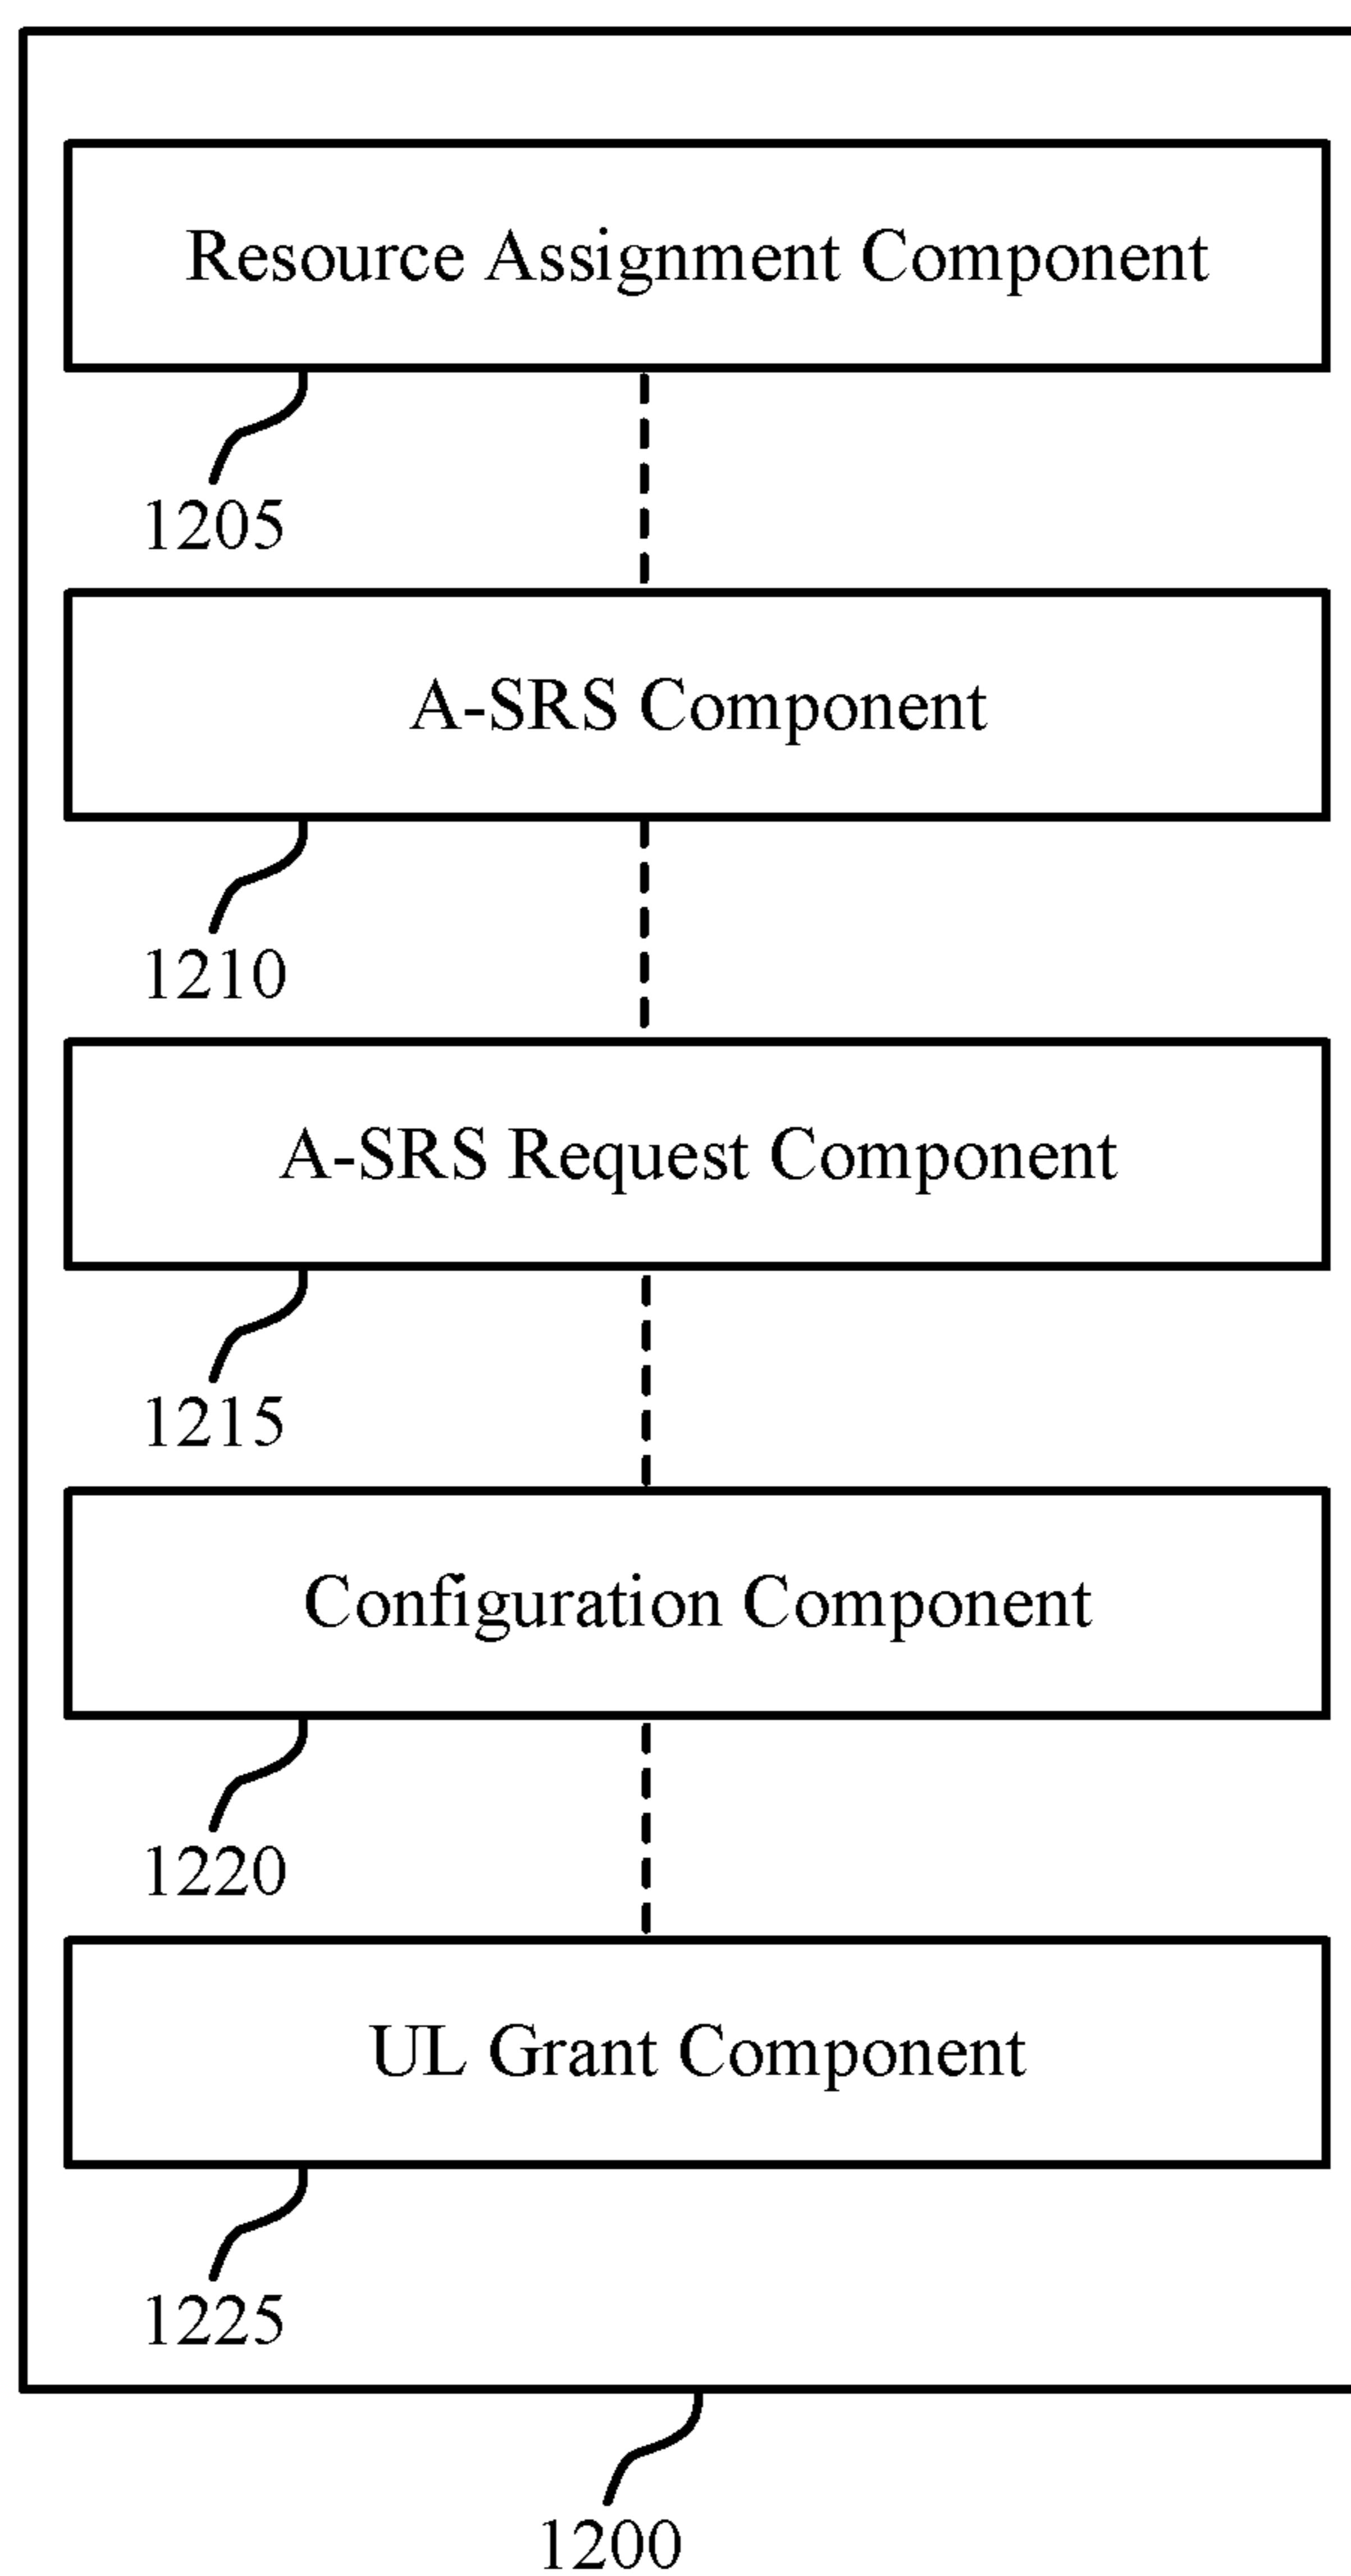 Resource Assignment Component
1205
A-SRS Component
1210
A-SRS Request Component
1215
Configuration Component
1220
UL Grant Component
1225
1200